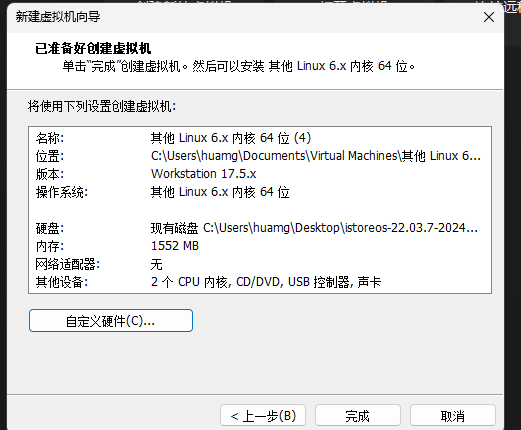 新建虚拟机向导
已准备好创建虚拟机
单击“完成”创建虚拟机。然后可以安装 其他 Linux 6.x 内核 64 位。
将使用下列设置创建虚拟机:
名称: 其他 Linux 6.x 内核 64 位 (4)
位置: C:\Users\huamg\Documents\Virtual Machines\其他 Linux 6...
版本: Workstation 17.5.x
操作系统: 其他 Linux 6.x 内核 64 位
硬盘: 现有磁盘 C:\Users\huamg\Desktop\istoreos-22.03.7-2024...
内存: 1552 MB
网络适配器: 无
其他设备: 2 个 CPU 内核, CD/DVD, USB 控制器, 声卡
自定义硬件(C)...
< 上一步(B) 完成 取消